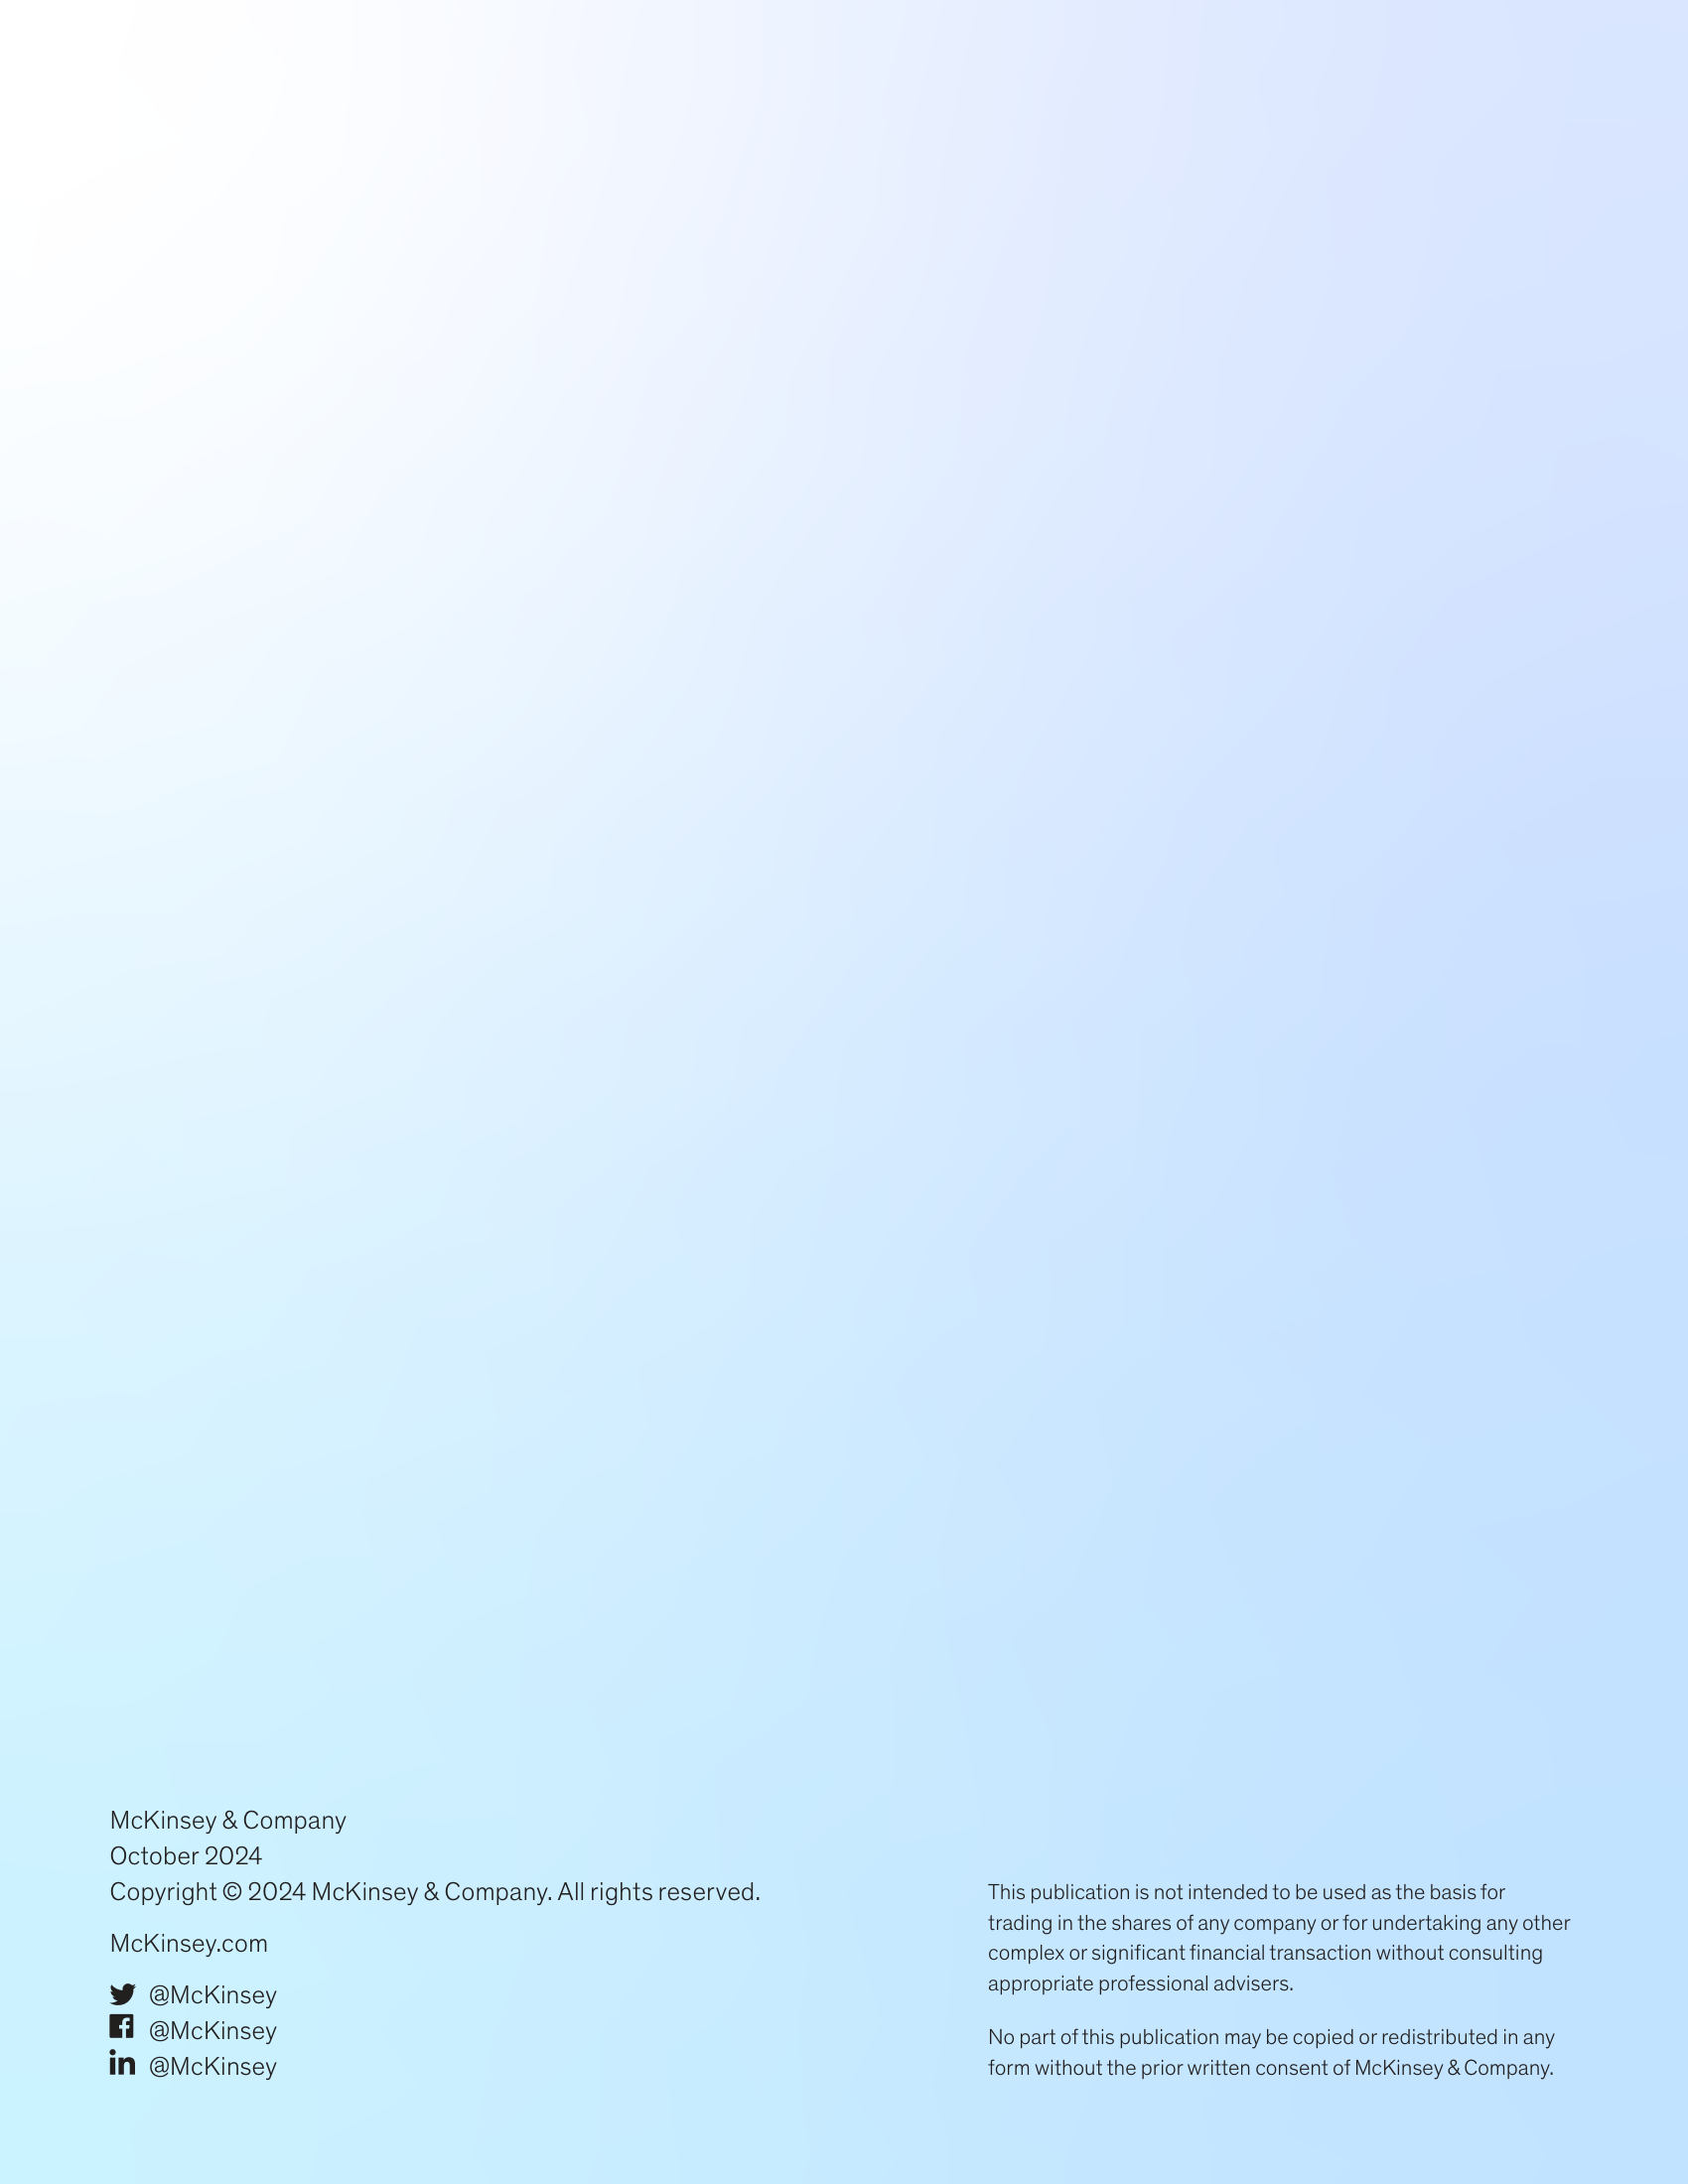 McKinsey & Company
October 2024
Copyright © 2024 McKinsey & Company. All rights reserved.
McKinsey.com
@McKinsey
@McKinsey
in @McKinsey
This publication is not intended to be used as the basis for
trading in the shares of any company or for undertaking any other
complex or significant financial transaction without consulting
appropriate professional advisers.
No part of this publication may be copied or redistributed in any
form without the prior written consent of McKinsey & Company.